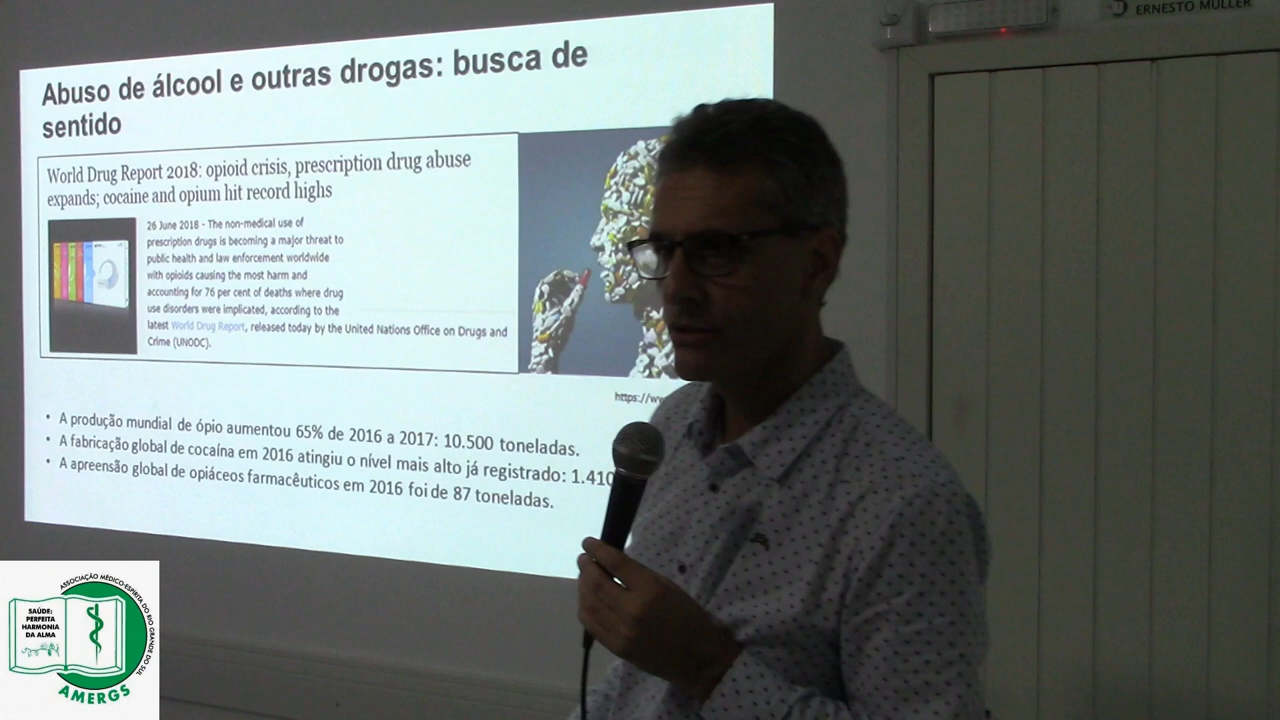 ERNESTO MÜLLER
Abuso de álcool e outras drogas: busca de
sentido
World Drug Report 2018: opioid crisis, prescription drug abuse
expands; cocaine and opium hit record highs
26 June 2018 - The non-medical use of
prescription drugs is becoming a major threat to
public health and law enforcement worldwide
with opioids causing the most harm and
accounting for 76 per cent of deaths where drug
use disorders were implicated, according to the
latest World Drug Report, released today by the United Nations Office on Drugs and
Crime (UNODC).
https://w
• A produção mundial de ópio aumentou 65% de 2016 a 2017: 10.500 toneladas.
• A fabricação global de cocaína em 2016 atingiu o nível mais alto já registrado: 1.410
• A apreensão global de opiáceos farmacêuticos em 2016 foi de 87 toneladas.
ASSOCIAÇÃO MÉDICO-ESPÍRITA DO RIO GRANDE DO SUL
SAÚDE:
PERFEITA
HARMONIA
DA ALMA
AMERGS